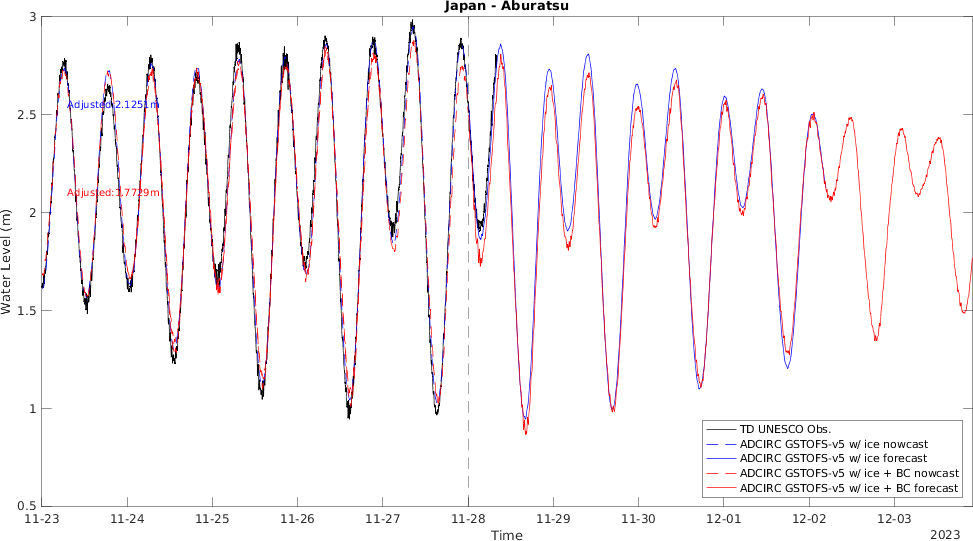 Japan - Aburatsu
3
2.5
2
1.5
1
0.5
Water Level (m)
Adjusted:2.1251m
Adjusted:1.7729m
TD UNESCO Obs.
ADCIRC GSTOFS-v5 w/ ice nowcast
ADCIRC GSTOFS-v5 w/ ice forecast
ADCIRC GSTOFS-v5 w/ ice + BC nowcast
ADCIRC GSTOFS-v5 w/ ice + BC forecast
11-23 11-24 11-25 11-26 11-27 11-28 11-29 11-30 12-01 12-02 12-03
Time
2023